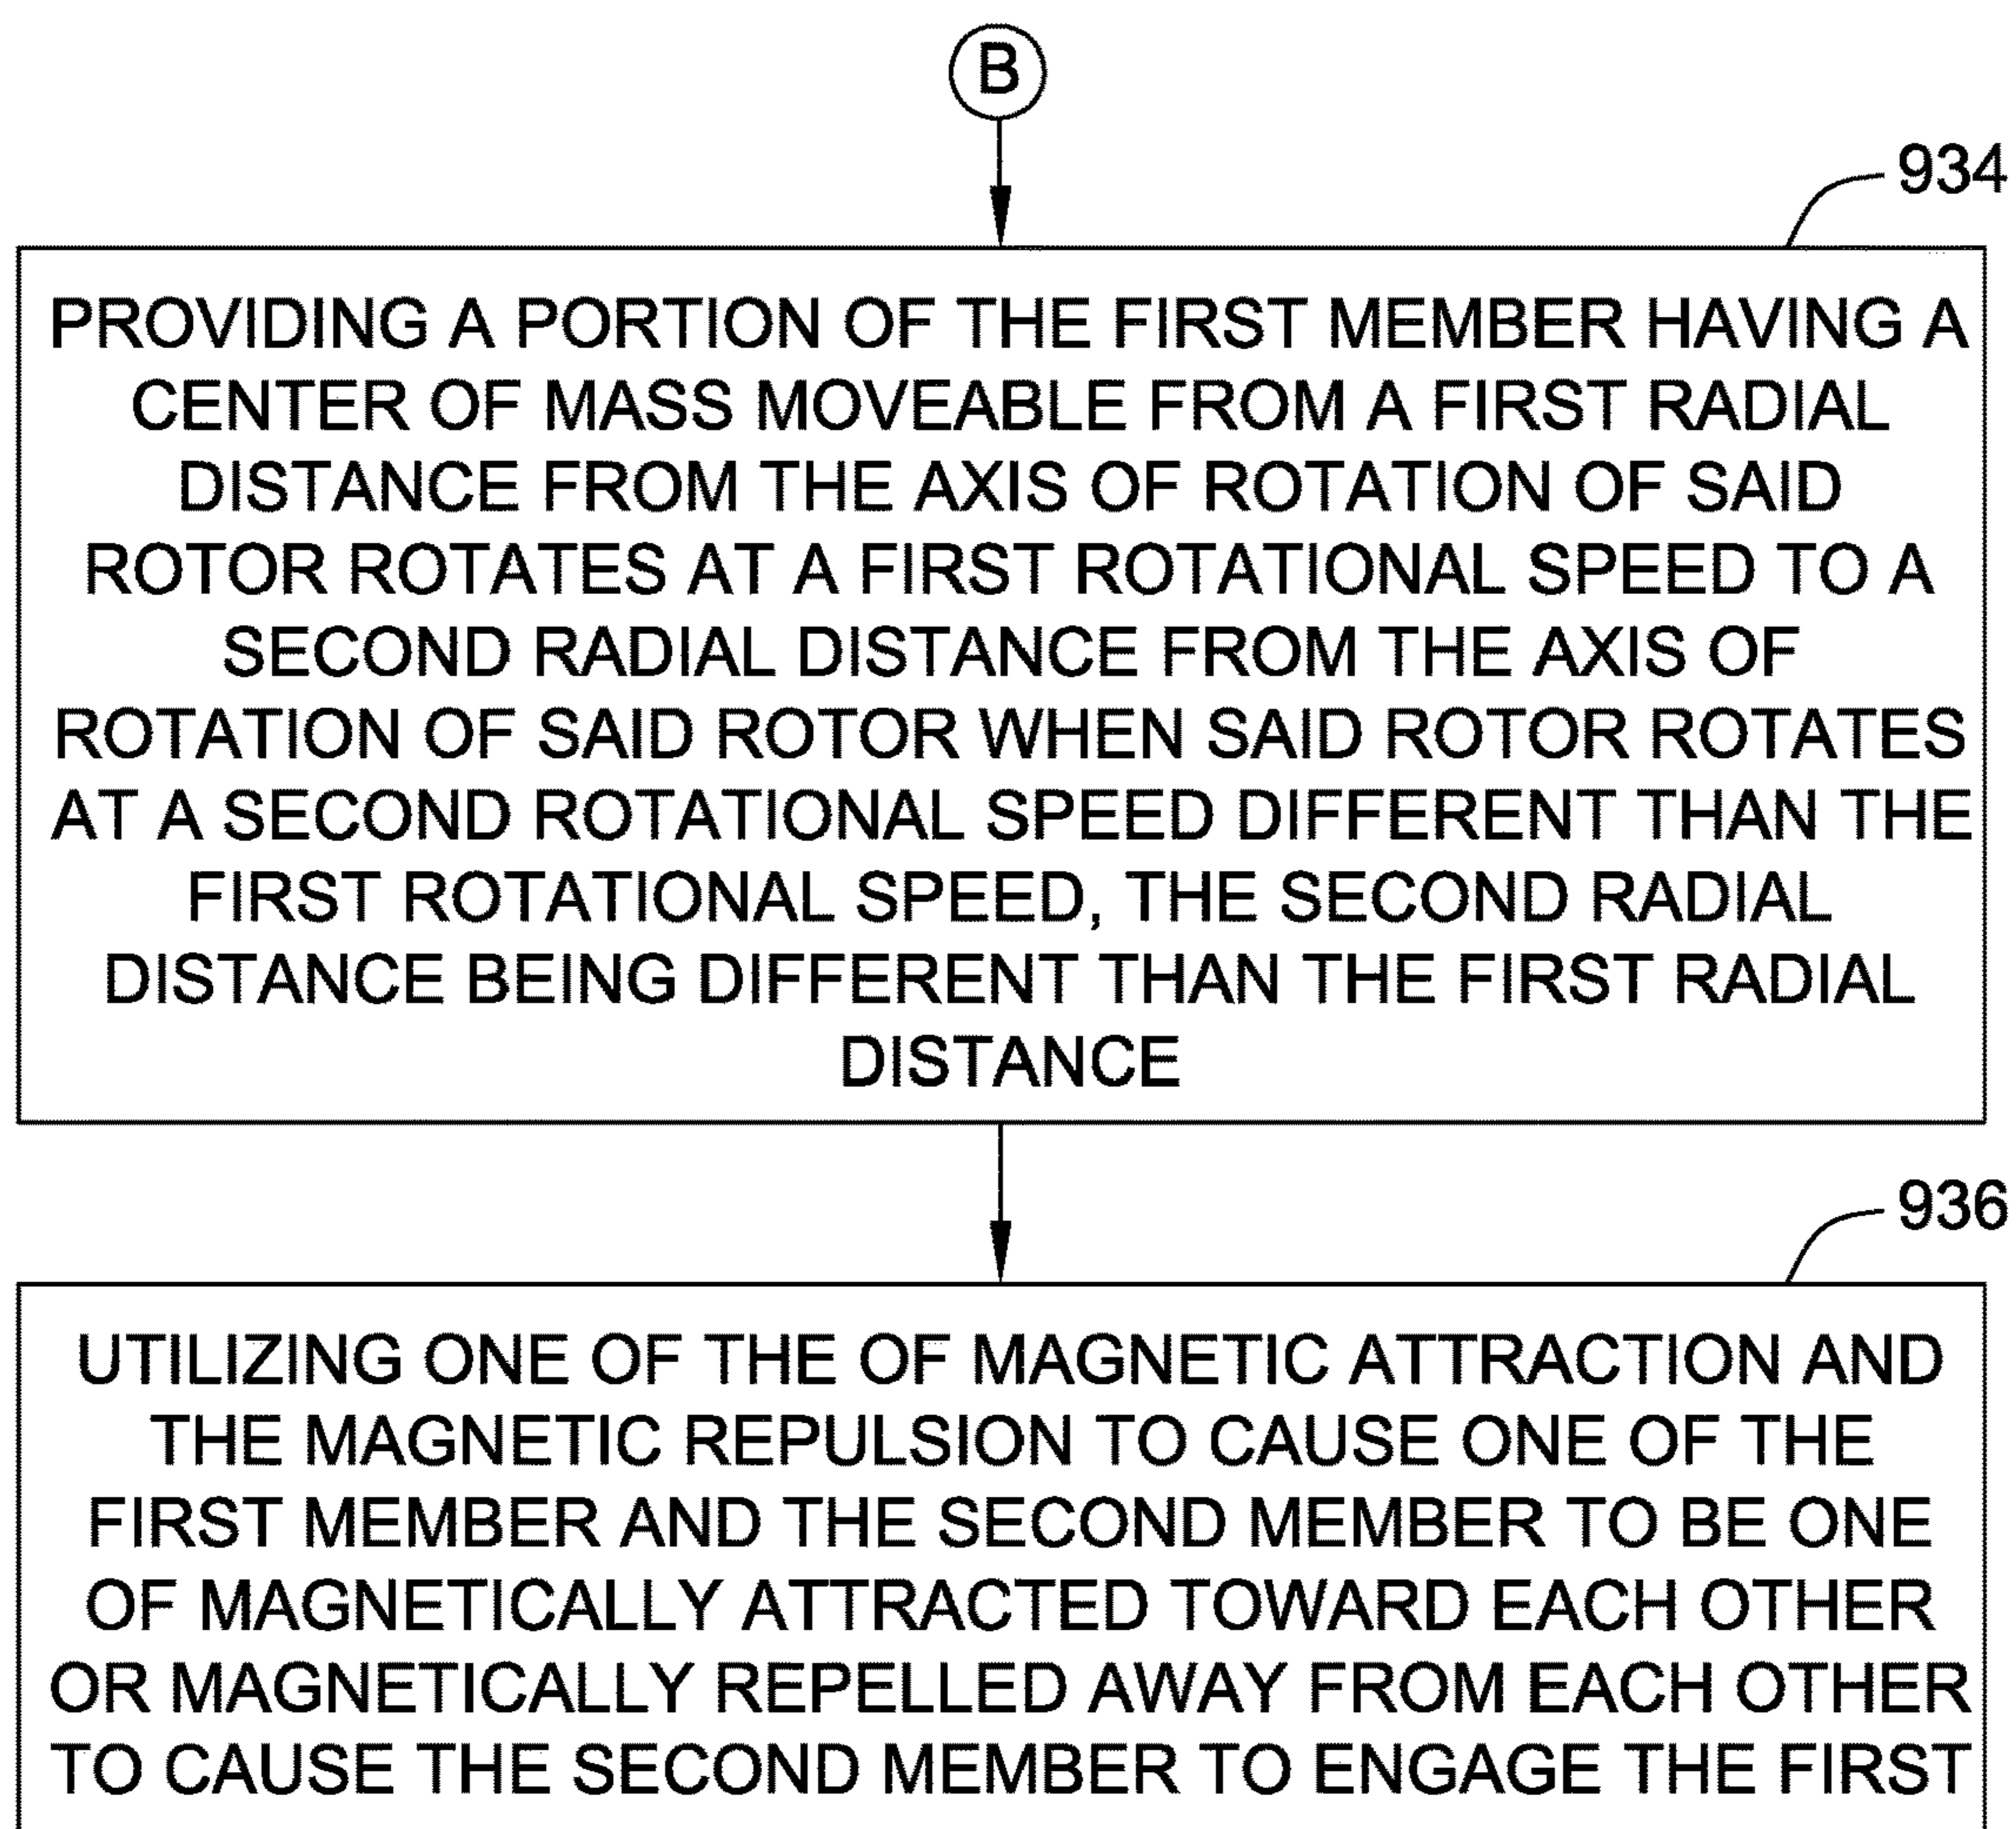 B
934
PROVIDING A PORTION OF THE FIRST MEMBER HAVING A
CENTER OF MASS MOVEABLE FROM A FIRST RADIAL
DISTANCE FROM THE AXIS OF ROTATION OF SAID
ROTOR ROTATES AT A FIRST ROTATIONAL SPEED TO A
SECOND RADIAL DISTANCE FROM THE AXIS OF
ROTATION OF SAID ROTOR WHEN SAID ROTOR ROTATES
AT A SECOND ROTATIONAL SPEED DIFFERENT THAN THE
FIRST ROTATIONAL SPEED, THE SECOND RADIAL
DISTANCE BEING DIFFERENT THAN THE FIRST RADIAL
DISTANCE
936
UTILIZING ONE OF THE OF MAGNETIC ATTRACTION AND
THE MAGNETIC REPULSION TO CAUSE ONE OF THE
FIRST MEMBER AND THE SECOND MEMBER TO BE ONE
OF MAGNETICALLY ATTRACTED TOWARD EACH OTHER
OR MAGNETICALLY REPELLED AWAY FROM EACH OTHER
TO CAUSE THE SECOND MEMBER TO ENGAGE THE FIRST